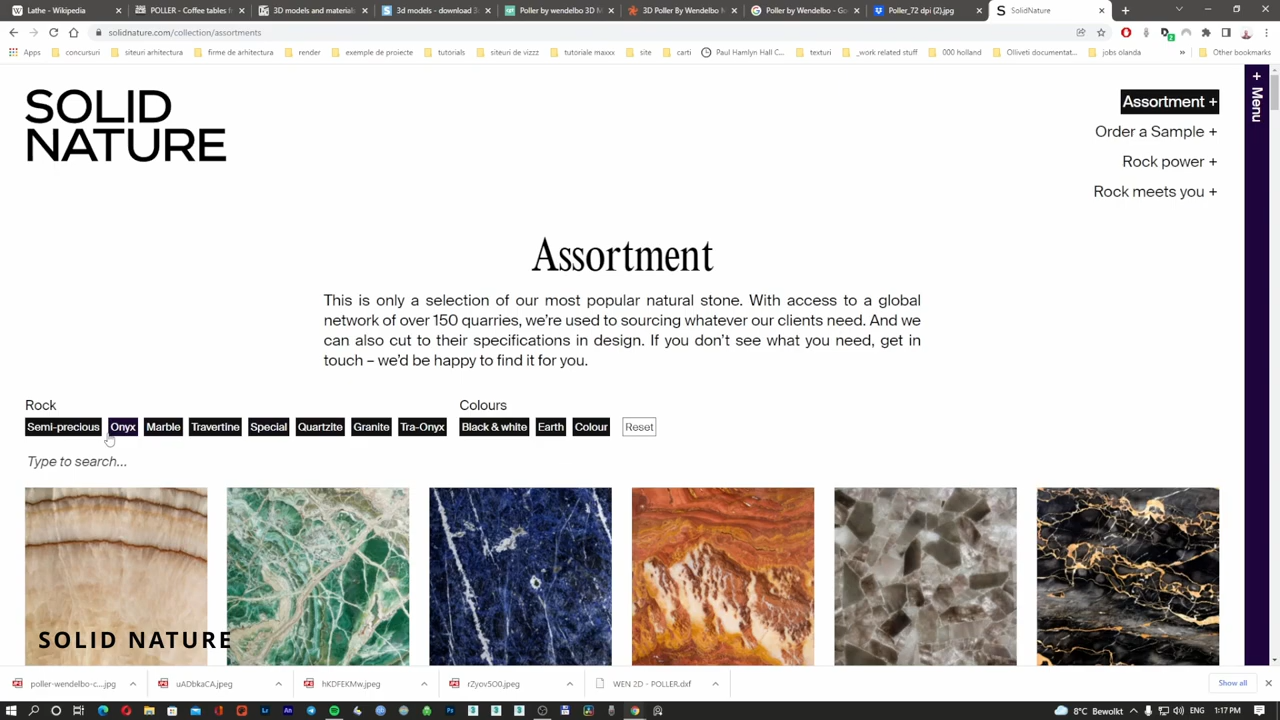 Lathe - Wikipedia
POLLER - Coffee tables f
3D models and material
3d models - download 3
Poller by wendelbo 3D M
3D Poller By Wendelbo M
Poller by Wendelbo - Go
Poller_72 dpi (2).jpg
SolidNature
solidnature.com/collection/assortments
Apps
concursuri
siteuri arhitectura
firme de arhitectura
render
exemple de proiecte
tutorials
siteuri de vizzz
tutoriale maxxx
site
carti
Paul Hamlyn Hall C...
texturi
_work related stuff
000 holland
Olliveti documentat...
jobs olanda
»
Other bookmarks
SOLID
NATURE
Assortment +
Order a Sample +
Rock power +
Rock meets you +
+ Menu
Assortment
This is only a selection of our most popular natural stone. With access to a global
network of over 150 quarries, we're used to sourcing whatever our clients need. And we
can also cut to their specifications in design. If you don't see what you need, get in
touch – we'd be happy to find it for you.
Rock
Colours
Semi-precious
Onyx
Marble
Travertine
Special
Quartzite
Granite
Tra-Onyx
Black & white
Earth
Colour
Reset
Type to search...
SOLID NATURE
poller-wendelbo-c....jpg
uADbkaCA.jpeg
hKDFEKMw.jpeg
rZyov5O0.jpeg
WEN 2D - POLLER.dxf
Show all
8°C Bewolkt
ENG
1:17 PM